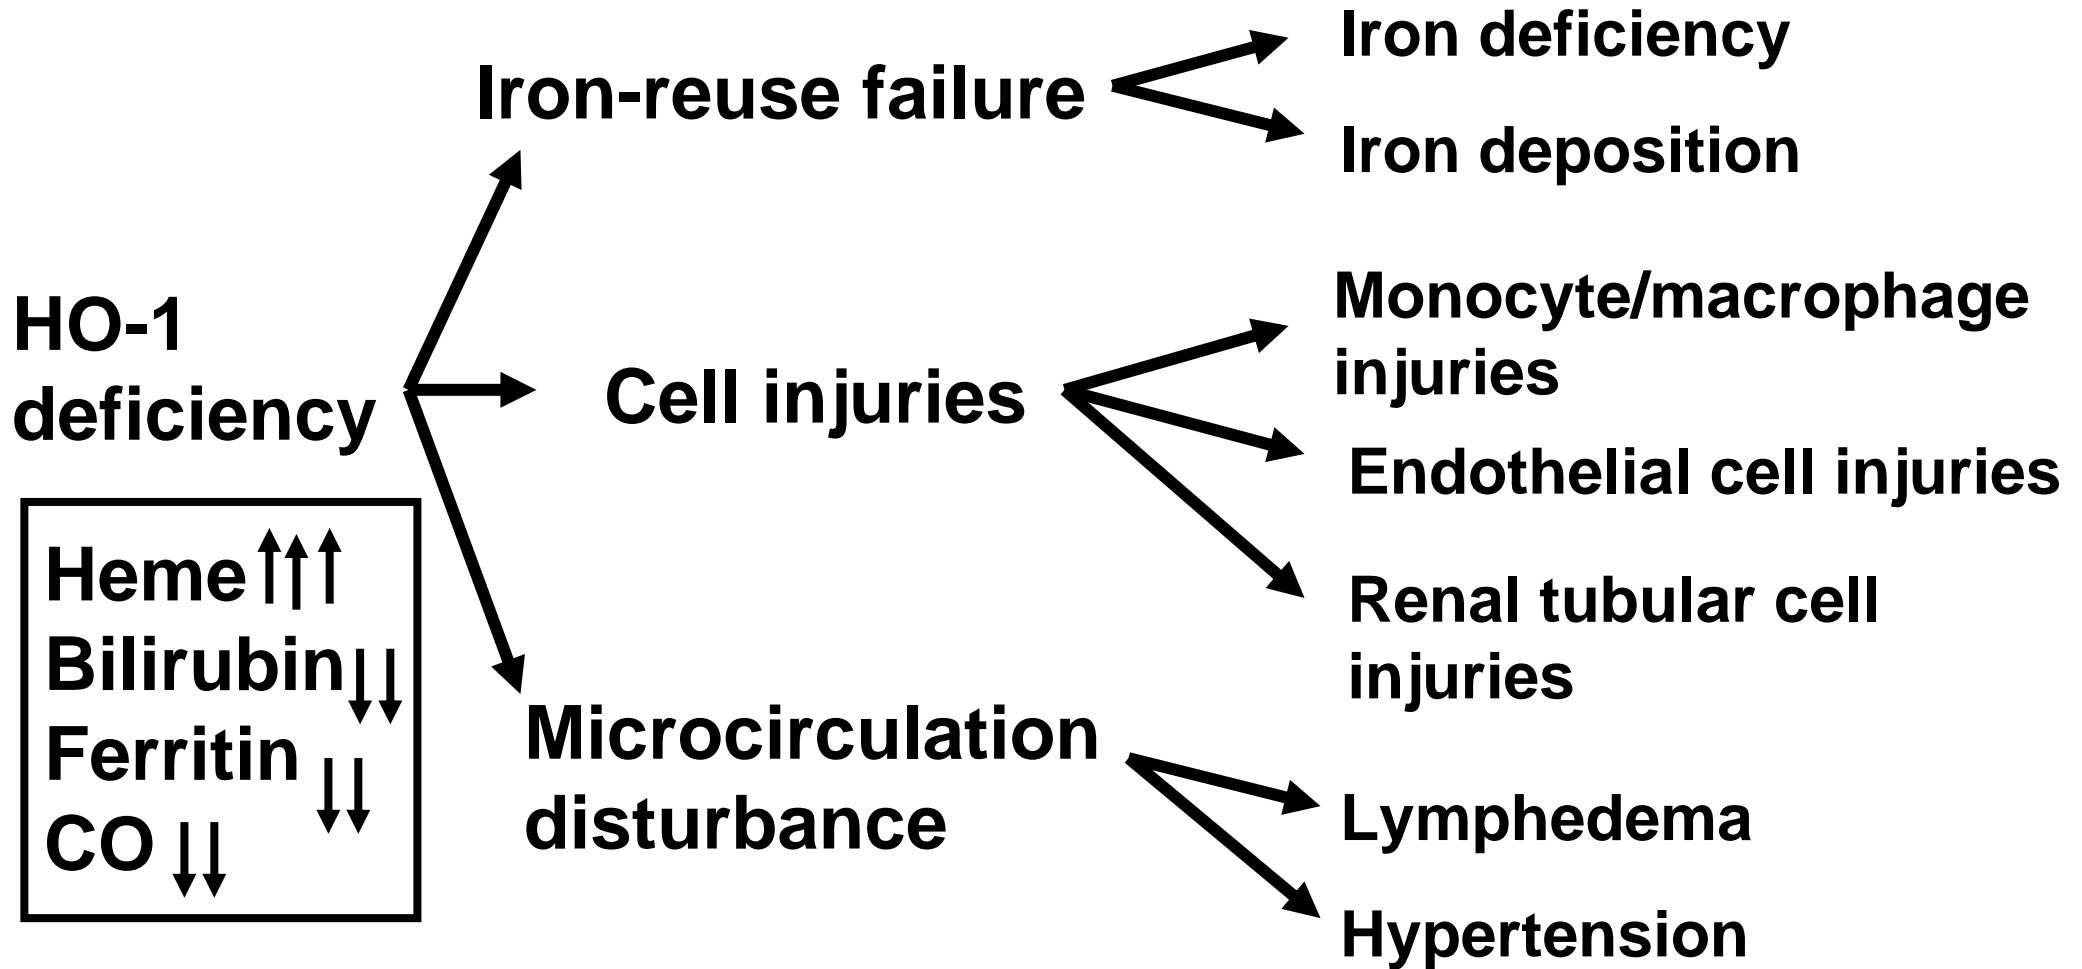 HO-1
deficiency
Heme ↑↑↑
Bilirubin ↓↓
Ferritin ↓↓
CO ↓↓
Iron-reuse failure
Iron deficiency
Iron deposition
Cell injuries
Monocyte/macrophage
injuries
Endothelial cell injuries
Renal tubular cell
injuries
Microcirculation
disturbance
Lymphedema
Hypertension